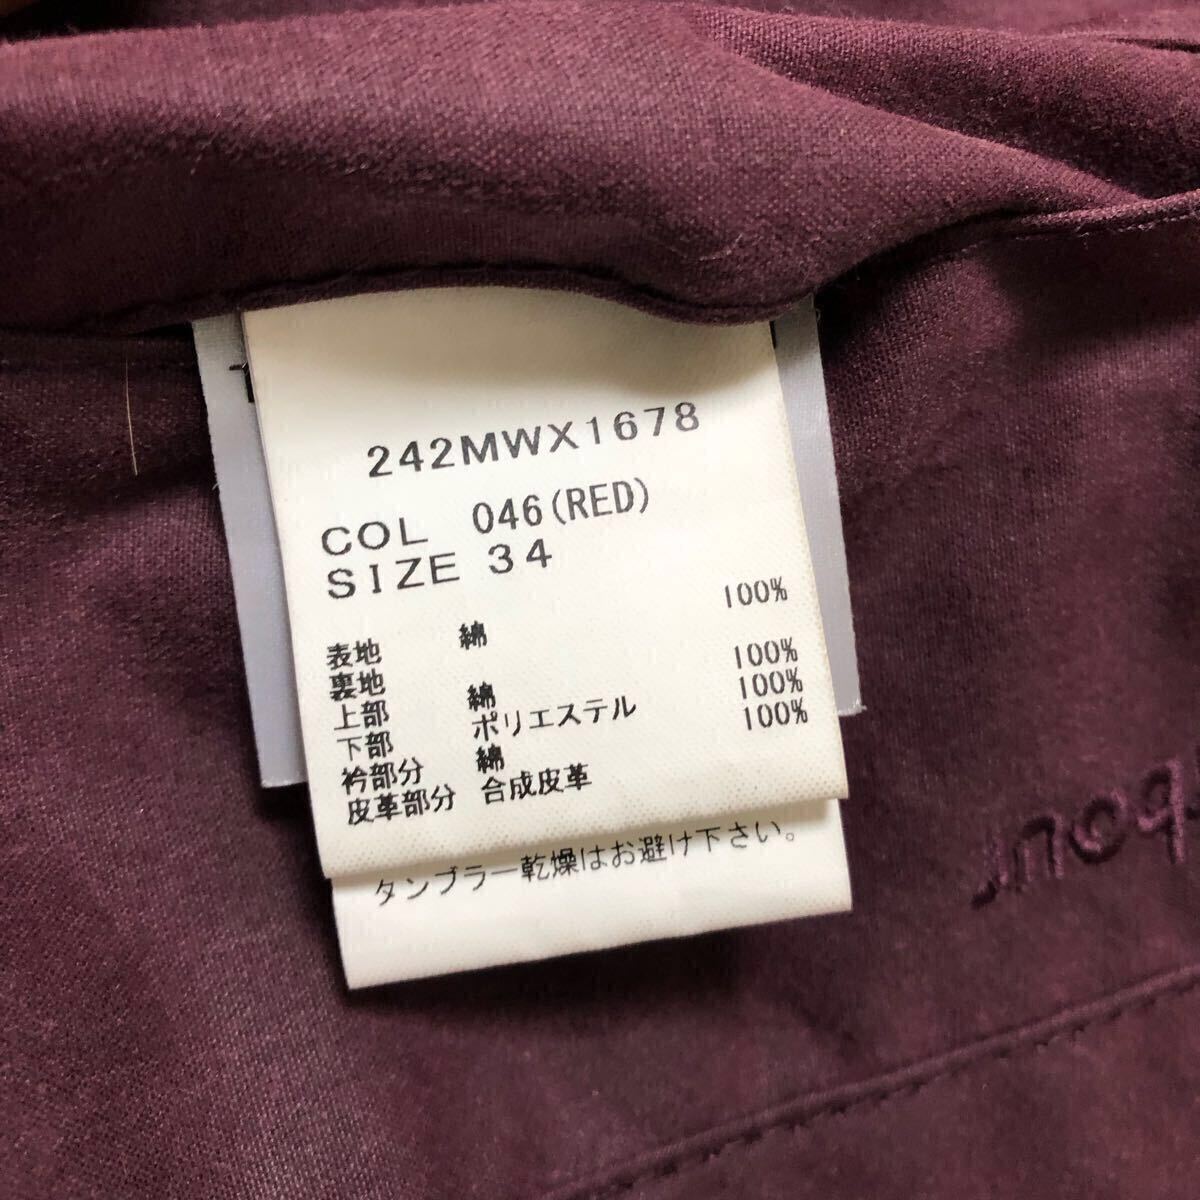 242MWX1678
COL 046(RED)
SIZE 34
表地 綿 100%
裏地
上部 綿 100%
下部 ポリエステル 100%
衿部分 綿 100%
皮革部分 合成皮革
タンブラー乾燥はお避け下さい。
bour